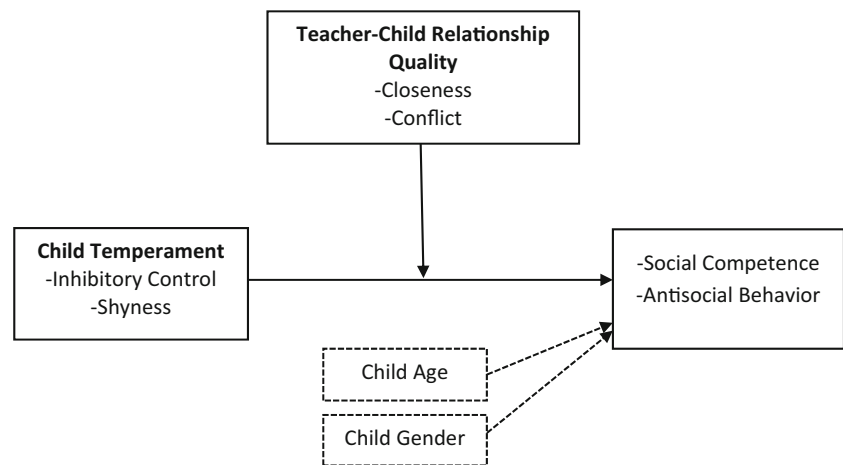 Teacher-Child Relationship
Quality
-Closeness
-Conflict
Child Temperament
-Inhibitory Control
-Shyness
-Social Competence
-Antisocial Behavior
Child Age
Child Gender